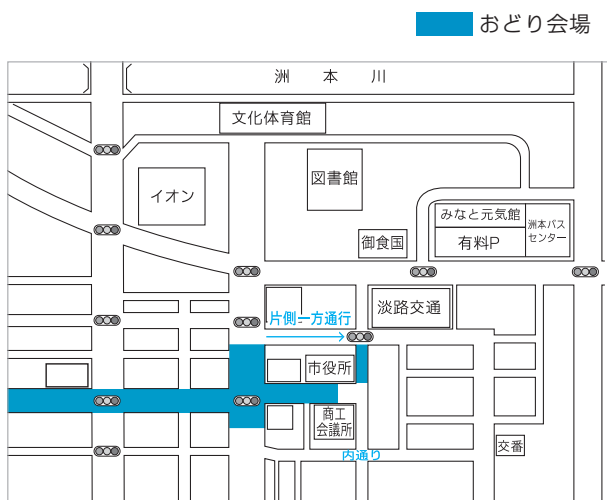 おどり会場
洲本川
文化体育館
イオン
図書館
みなと元気館
洲本バス
センター
有料P
御食国
淡路交通
片側一方通行
市役所
商工
会議所
交番
内通り